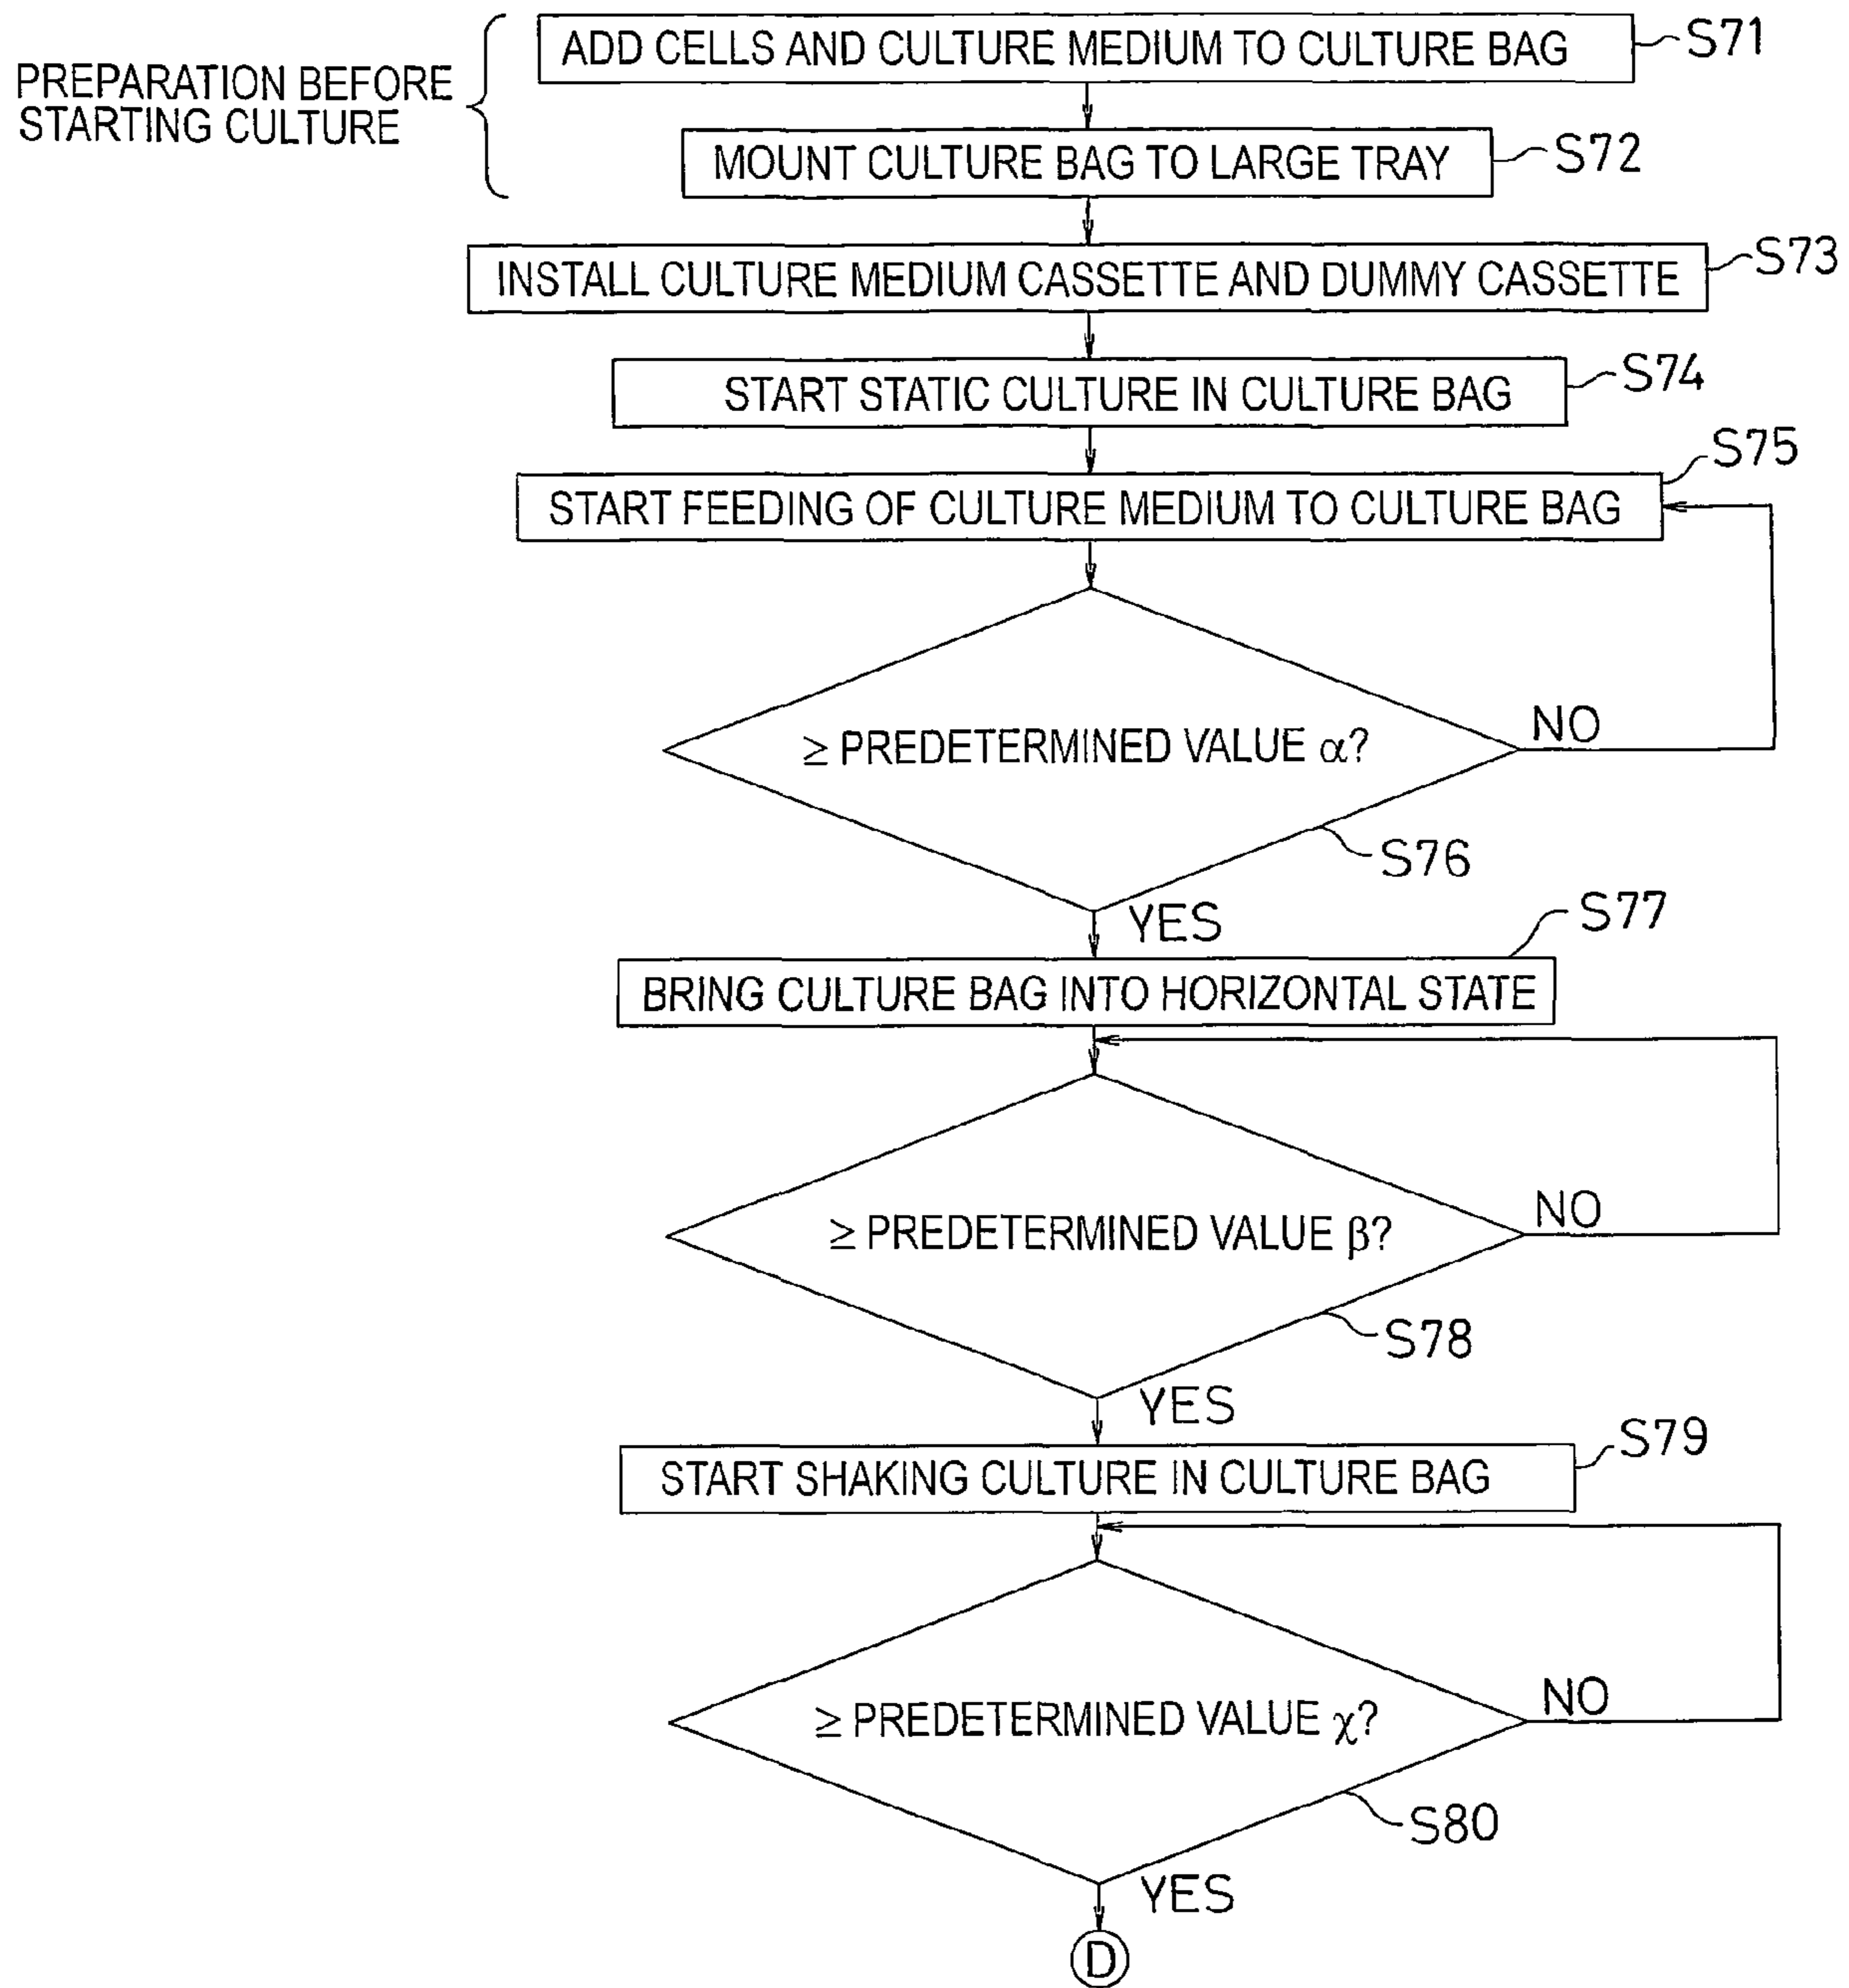 PREPARATION BEFORE
STARTING CULTURE
ADD CELLS AND CULTURE MEDIUM TO CULTURE BAG
S71
MOUNT CULTURE BAG TO LARGE TRAY
S72
INSTALL CULTURE MEDIUM CASSETTE AND DUMMY CASSETTE
S73
START STATIC CULTURE IN CULTURE BAG
S74
START FEEDING OF CULTURE MEDIUM TO CULTURE BAG
S75
≥ PREDETERMINED VALUE α?
NO
S76
YES
BRING CULTURE BAG INTO HORIZONTAL STATE
S77
≥ PREDETERMINED VALUE β?
NO
S78
YES
START SHAKING CULTURE IN CULTURE BAG
S79
≥ PREDETERMINED VALUE χ?
NO
S80
YES
D